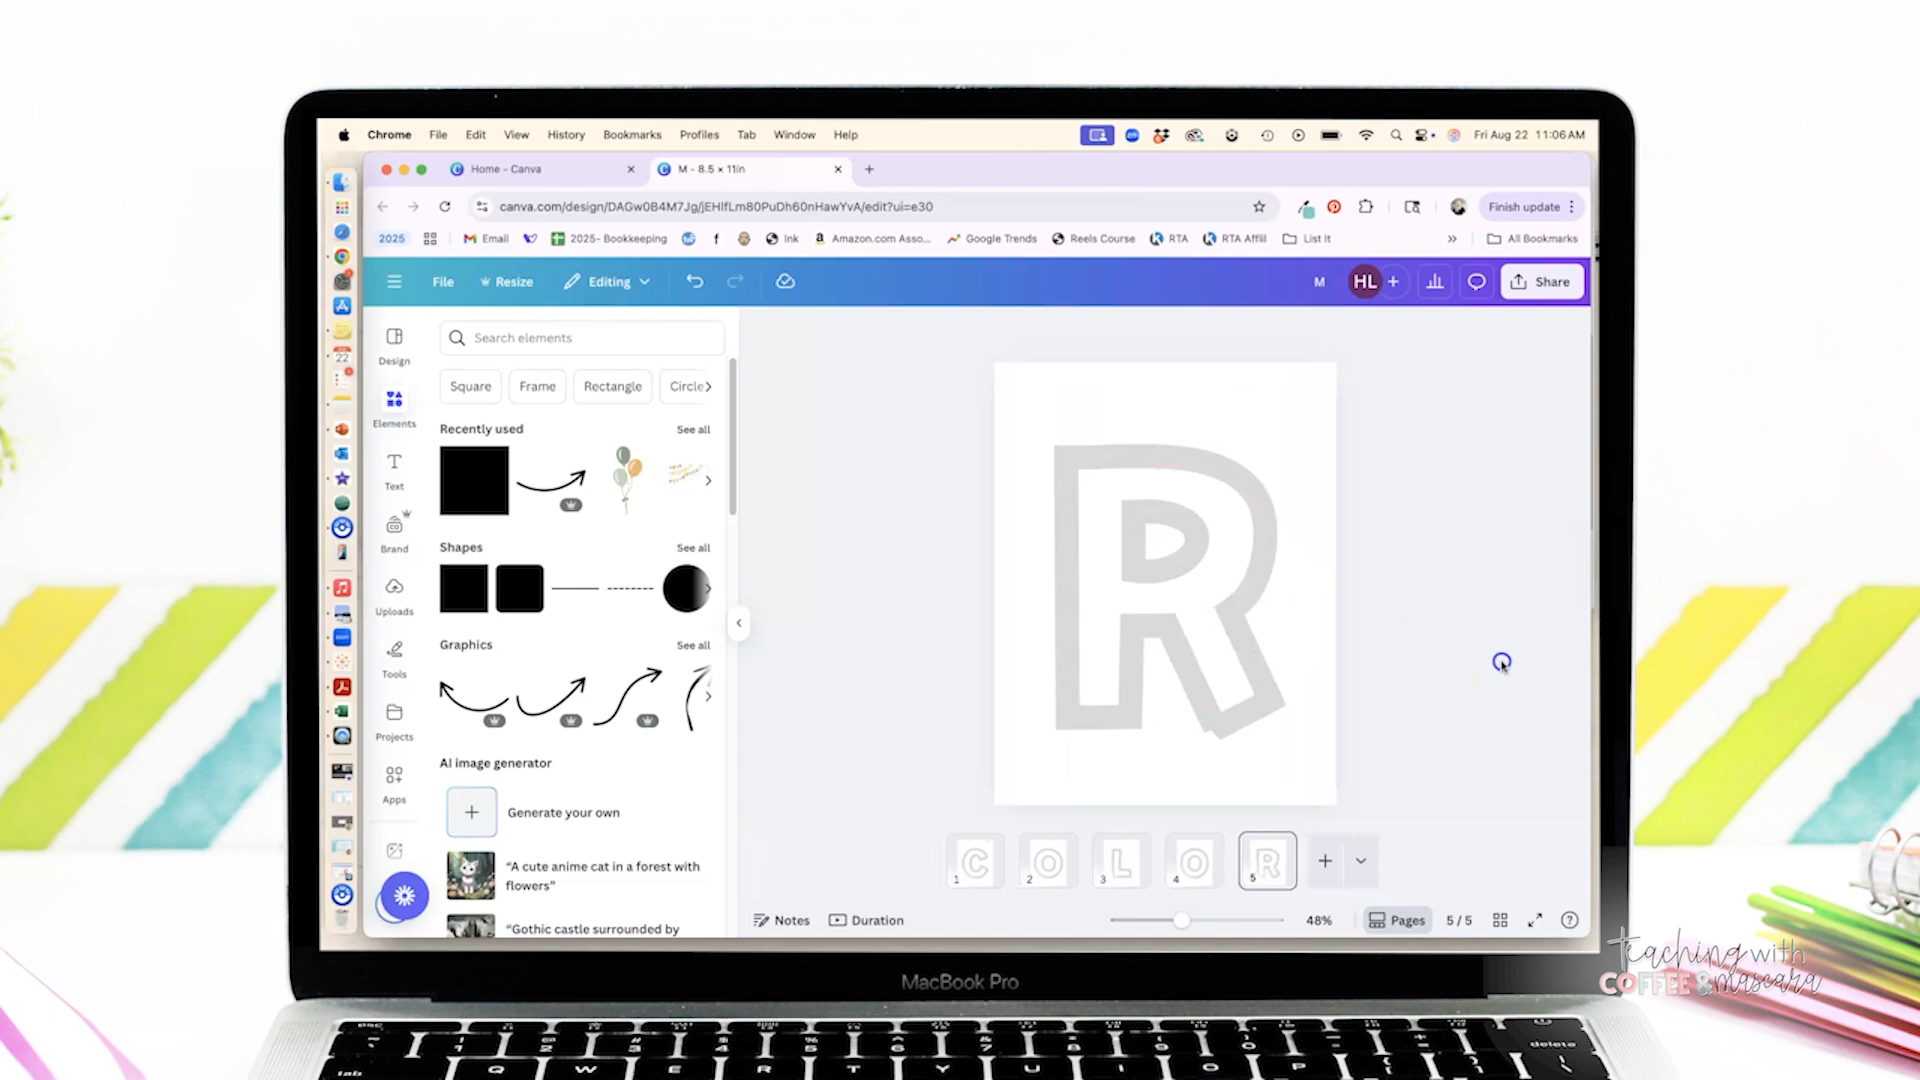 Chrome File Edit View History Bookmarks Profiles Tab Window Help
Fri Aug 22 11:06 AM
Home - Canva
M - 8.5 × 11in
canva.com/design/DAGw0B4M7Jg/jEHlfLm80PuDh60nHawYvA/edit?ui=e30
Finish update
2025
Email
2025- Bookkeeping
Ink
Amazon.com Asso...
Google Trends
Reels Course
RTA
RTA Affil
List It
All Bookmarks
File
Resize
Editing
M
HL
Share
Design
Elements
Text
Brand
Uploads
Tools
Projects
Apps
Search elements
Square
Frame
Rectangle
Circle
Recently used
See all
Shapes
See all
Graphics
See all
AI image generator
Generate your own
“A cute anime cat in a forest with
flowers”
“Gothic castle surrounded by
R
C O L O R
1 2 3 4 5
Notes
Duration
48%
Pages
5 / 5
22
teaching with
COFFEE & mascara
MacBook Pro
delete
tab
Q W E R T Y U I O P